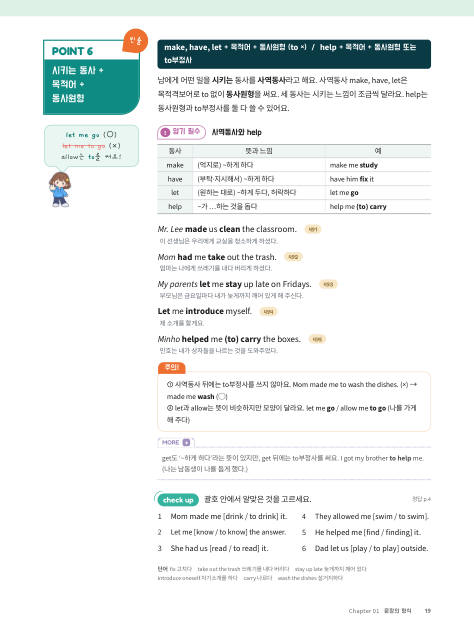 빈출
POINT 6
시키는 동사 +
목적어 +
동사원형
let me go (○)
let me to go (×)
allow는 to를 써요!
make, have, let + 목적어 + 동사원형 (to ×) / help + 목적어 + 동사원형 또는
to부정사
남에게 어떤 일을 시키는 동사를 사역동사라고 해요. 사역동사 make, have, let은
목적격보어로 to 없이 동사원형을 써요. 세 동사는 시키는 느낌이 조금씩 달라요. help는
동사원형과 to부정사를 둘 다 쓸 수 있어요.
암기 필수 사역동사와 help
동사 뜻과 느낌 예
make (억지로) ~하게 하다 make me study
have (부탁·지시해서) ~하게 하다 have him fix it
let (원하는 대로) ~하게 두다, 허락하다 let me go
help ~가 …하는 것을 돕다 help me (to) carry
Mr. Lee made us clean the classroom.
이 선생님은 우리에게 교실을 청소하게 하셨다.
Mom had me take out the trash.
엄마는 나에게 쓰레기를 내다 버리게 하셨다.
My parents let me stay up late on Fridays.
부모님은 금요일마다 내가 늦게까지 깨어 있게 해 주신다.
Let me introduce myself.
제 소개를 할게요.
Minho helped me (to) carry the boxes.
민호는 내가 상자들을 나르는 것을 도와주었다.
주의!
① 사역동사 뒤에는 to부정사를 쓰지 않아요. Mom made me to wash the dishes. (×) →
made me wash (○)
② let과 allow는 뜻이 비슷하지만 모양이 달라요. let me go / allow me to go (나를 가게
해 주다)
MORE +
get도 '~하게 하다'라는 뜻이 있지만, get 뒤에는 to부정사를 써요. I got my brother to help me.
(나는 남동생이 나를 돕게 했다.)
check up 괄호 안에서 알맞은 것을 고르세요. 정답 p.4
1 Mom made me [drink / to drink] it.
2 Let me [know / to know] the answer.
3 She had us [read / to read] it.
4 They allowed me [swim / to swim].
5 He helped me [find / finding] it.
6 Dad let us [play / to play] outside.
단어 fix 고치다 take out the trash 쓰레기를 내다 버리다 stay up late 늦게까지 깨어 있다
introduce oneself 자기소개를 하다 carry 나르다 wash the dishes 설거지하다
Chapter 01 문장의 형식 19